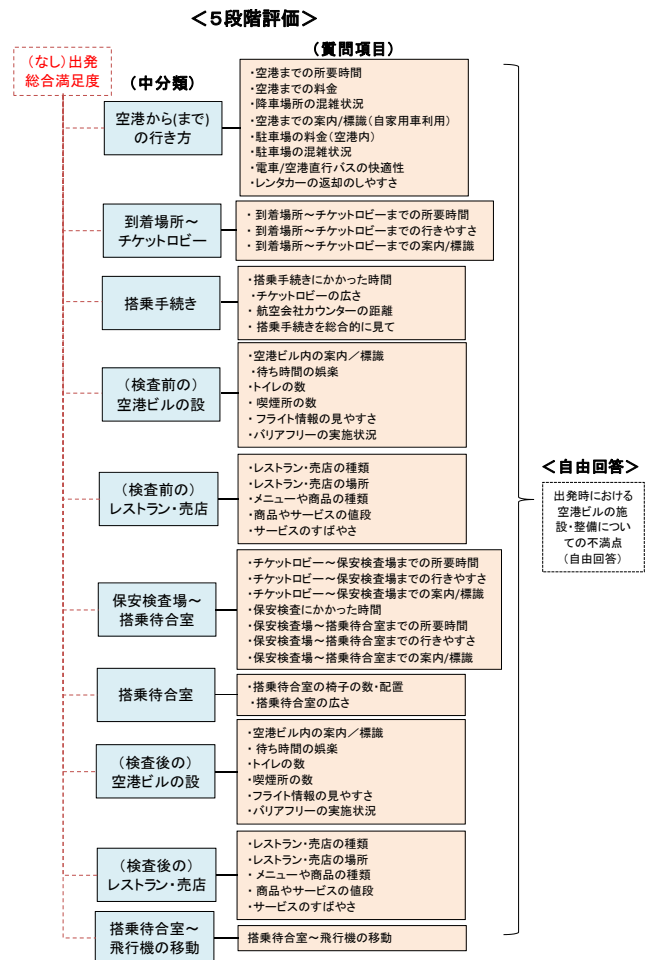 ＜５段階評価＞
（なし）出発
総合満足度
（中分類）
（質問項目）
空港から(まで)
の行き方
・空港までの所要時間
・空港までの料金
・降車場所の混雑状況
・空港までの案内/標識（自家用車利用）
・駐車場の料金（空港内）
・駐車場の混雑状況
・電車/空港直行バスの快適性
・レンタカーの返却のしやすさ
到着場所～
チケットロビー
・到着場所～チケットロビーまでの所要時間
・到着場所～チケットロビーまでの行きやすさ
・到着場所～チケットロビーまでの案内/標識
搭乗手続き
・搭乗手続きにかかった時間
・チケットロビーの広さ
・航空会社カウンターの距離
・搭乗手続きを総合的に見て
（検査前の）
空港ビルの設
・空港ビル内の案内／標識
・待ち時間の娯楽
・トイレの数
・喫煙所の数
・フライト情報の見やすさ
・バリアフリーの実施状況
（検査前の）
レストラン・売店
・レストラン・売店の種類
・レストラン・売店の場所
・メニューや商品の種類
・商品やサービスの値段
・サービスのすばやさ
保安検査場～
搭乗待合室
・チケットロビー～保安検査場までの所要時間
・チケットロビー～保安検査場までの行きやすさ
・チケットロビー～保安検査場までの案内/標識
・保安検査にかかった時間
・保安検査場～搭乗待合室までの所要時間
・保安検査場～搭乗待合室までの行きやすさ
・保安検査場～搭乗待合室までの案内/標識
搭乗待合室
・搭乗待合室の椅子の数・配置
・搭乗待合室の広さ
（検査後の）
空港ビルの設
・空港ビル内の案内／標識
・待ち時間の娯楽
・トイレの数
・喫煙所の数
・フライト情報の見やすさ
・バリアフリーの実施状況
（検査後の）
レストラン・売店
・レストラン・売店の種類
・レストラン・売店の場所
・メニューや商品の種類
・商品やサービスの値段
・サービスのすばやさ
搭乗待合室～
飛行機の移動
搭乗待合室～飛行機の移動
＜自由回答＞
出発時における
空港ビルの施
設・整備につい
ての不満点
（自由回答）